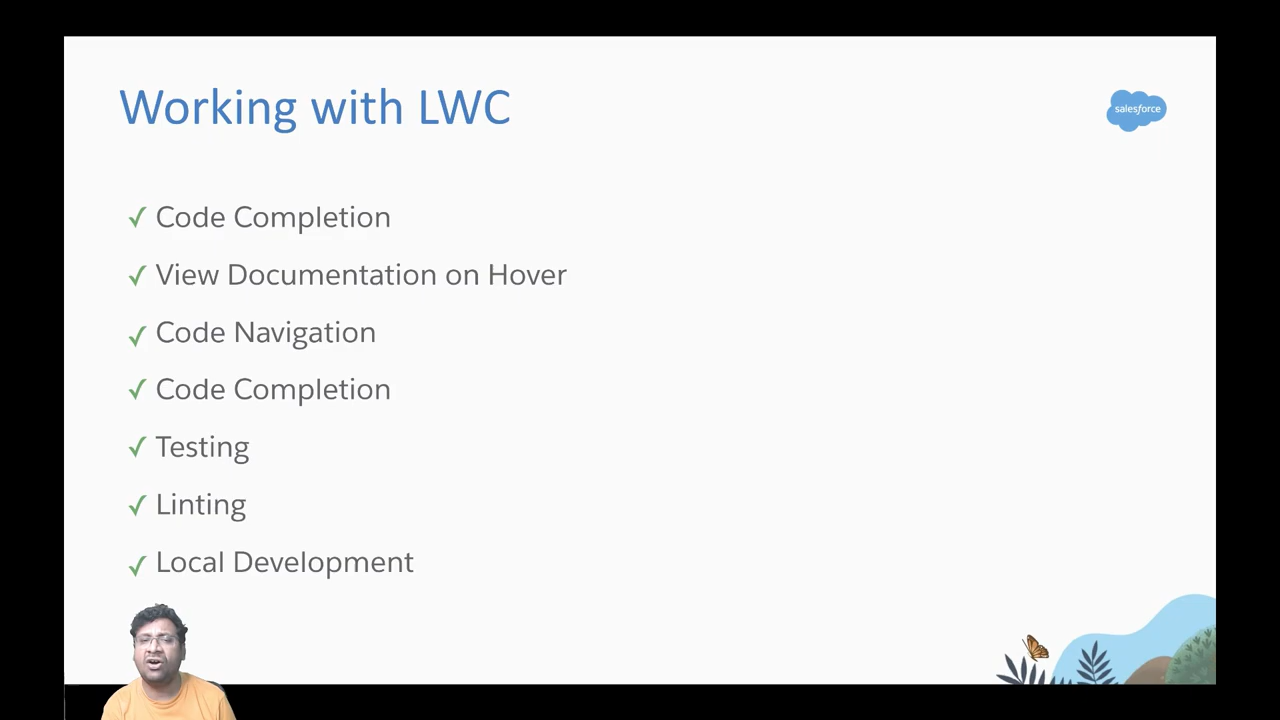 Working with LWC
salesforce
✓ Code Completion
✓ View Documentation on Hover
✓ Code Navigation
✓ Code Completion
✓ Testing
✓ Linting
✓ Local Development